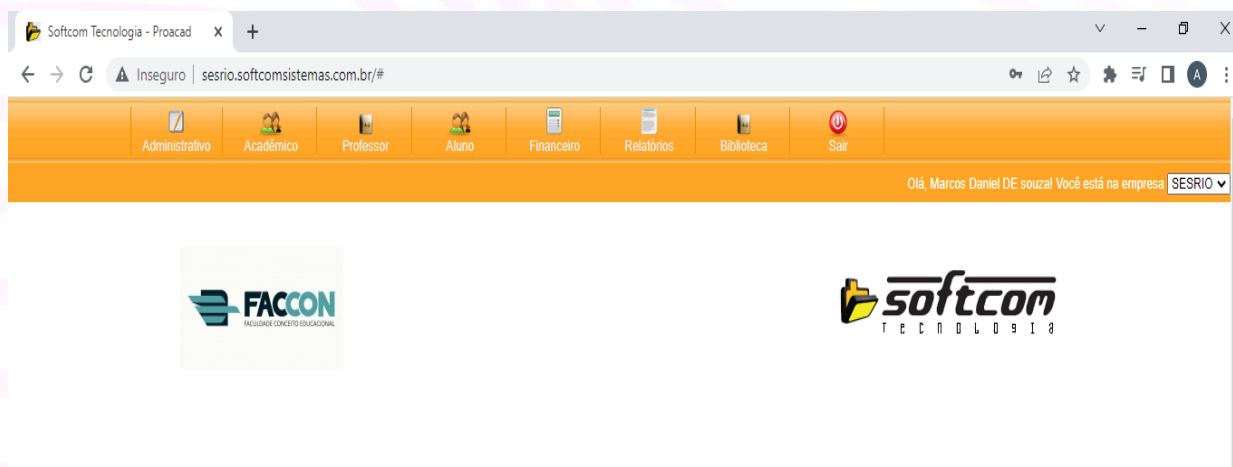 Softcom Tecnologia - Proacad
Inseguro sesrio.softcomsistemas.com.br/#
A
Administrativo Acadêmico Professor Aluno Financeiro Relatórios Biblioteca Sair
Olá, Marcos Daniel DE souza! Você está na empresa SESRIO
FACCON
FACULDADE CONCEITO EDUCACIONAL
softcom
TECNOLOGIA